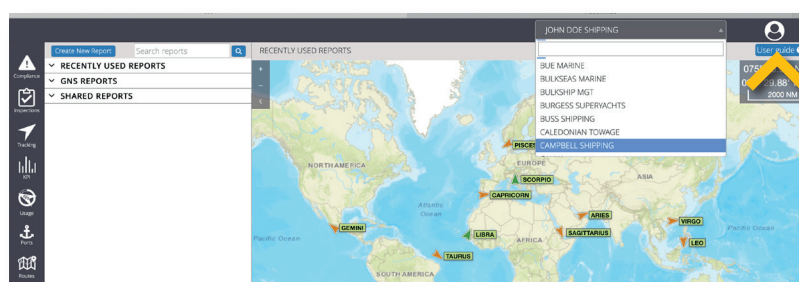 JOHN DOE SHIPPING
Create New Report
Search reports
RECENTLY USED REPORTS
User guide
RECENTLY USED REPORTS
GNS REPORTS
SHARED REPORTS
BUE MARINE
BULKSEAS MARINE
BULKSHIP MGT
BURGESS SUPERYACHTS
BUSS SHIPPING
CALEDONIAN TOWAGE
CAMPBELL SHIPPING
2000 NM
Compliance
Inspections
Tracking
KPI
Usage
Ports
Routes
NORTH AMERICA
EUROPE
ASIA
SCORPIO
CAPRICORN
Atlantic
Ocean
ARIES
VIRGO
GEMINI
LIBRA
AFRICA
SAGITTARIUS
LEO
Pacific Ocean
Pacific Ocean
TAURUS
SOUTH AMERICA